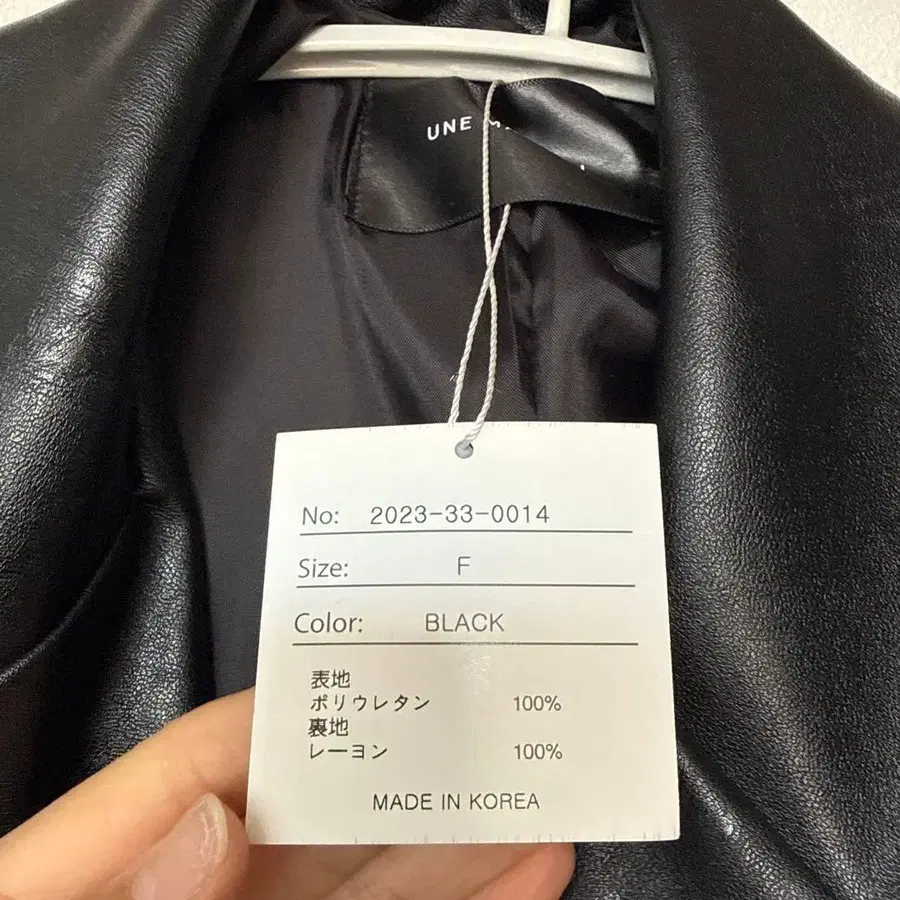 UNE
No: 2023-33-0014
Size: F
Color: BLACK
表地
ポリウレタン 100%
裏地
レーヨン 100%
MADE IN KOREA